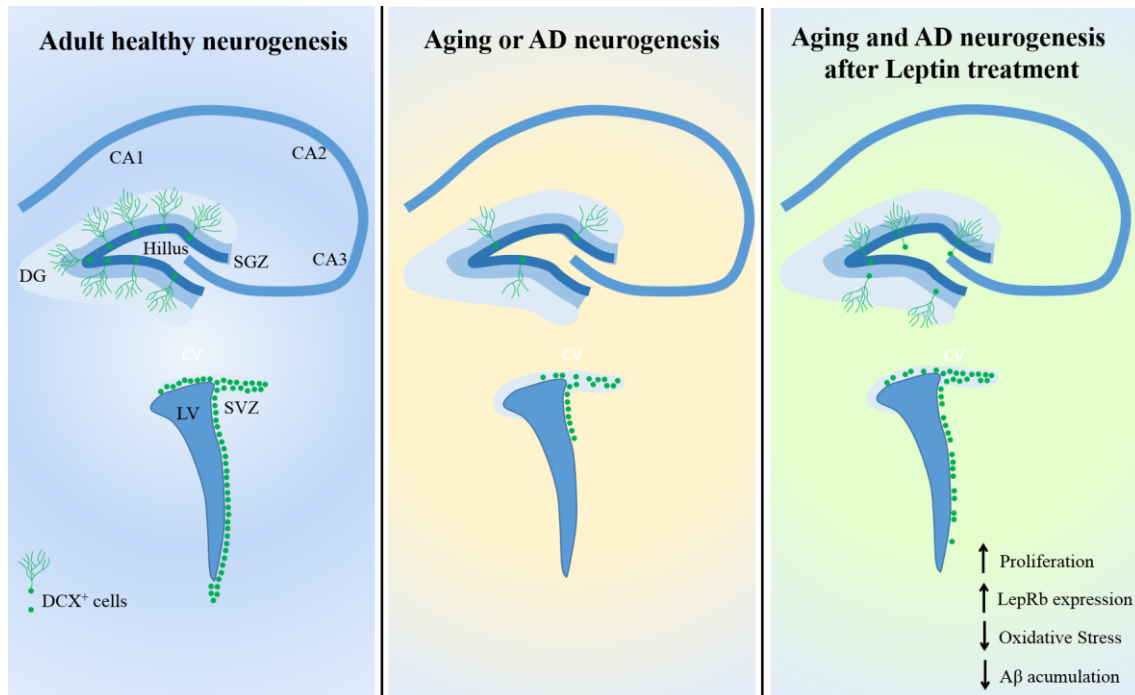 Adult healthy neurogenesis
CA1
CA2
Hillus
SGZ
CA3
DG
CV
LV
SVZ
DCX⁺ cells
Aging or AD neurogenesis
CV
Aging and AD neurogenesis
after Leptin treatment
CV
Proliferation
LepRb expression
Oxidative Stress
Aβ acumulation